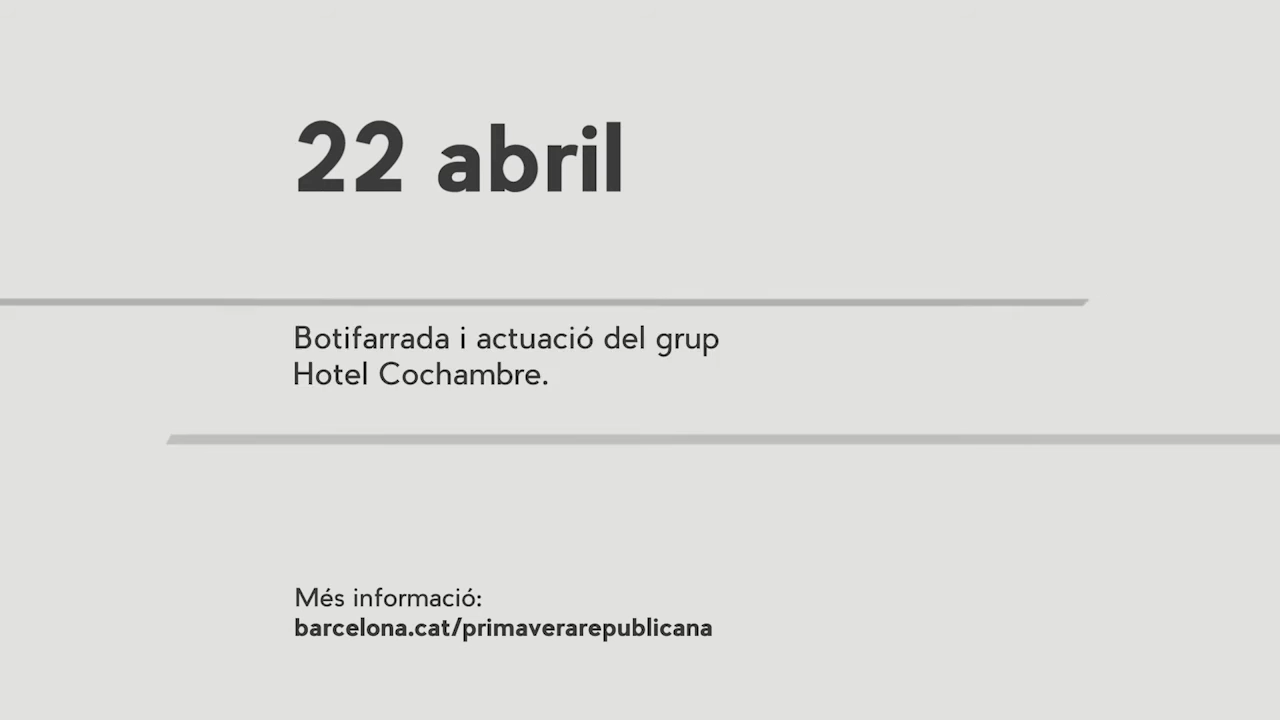 22 abril
Botifarrada i actuació del grup
Hotel Cochambre.
Més informació:
barcelona.cat/primaverarepublicana